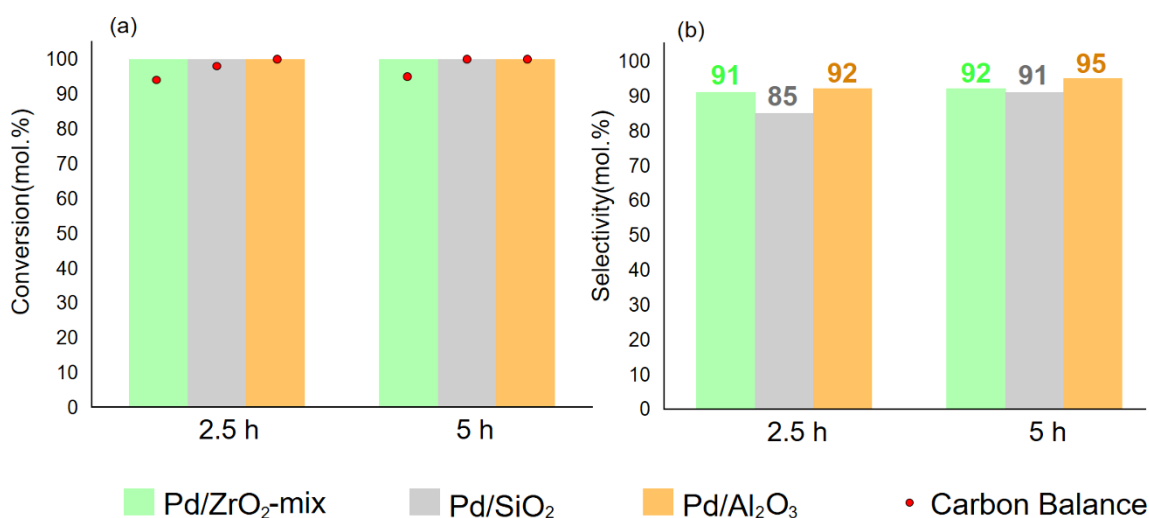 (a)
Conversion(mol.%)
100
90
80
70
60
50
40
30
20
10
0
2.5 h
5 h
(b)
Selectivity(mol.%)
100
90
80
70
60
50
40
30
20
10
0
91
85
92
92
91
95
2.5 h
5 h
Pd/ZrO₂-mix
Pd/SiO₂
Pd/Al₂O₃
Carbon Balance